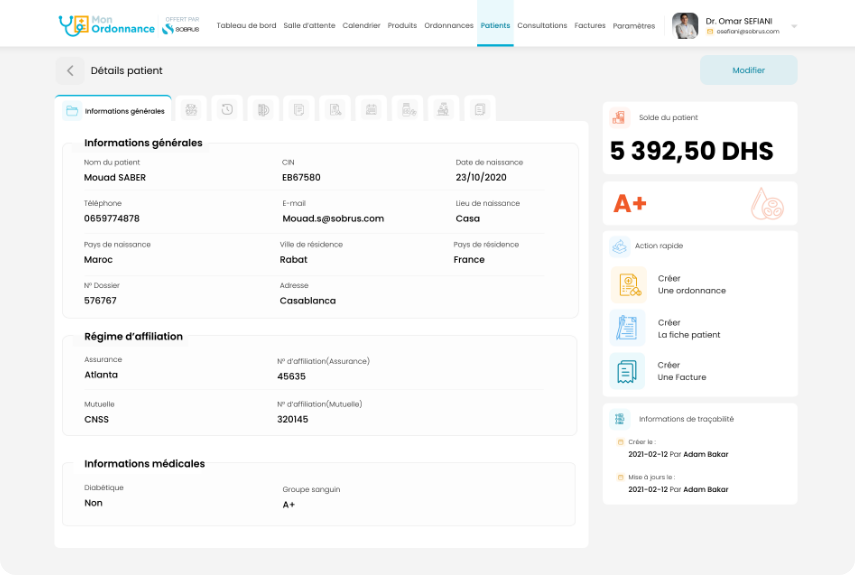 Mon
Ordonnance
OFFERT PAR
SOBRUS
Tableau de bord Salle d'attente Calendrier Produits Ordonnances Patients Consultations Factures Paramètres
Dr. Omar SEFIANI
osefiani@sobrus.com
Détails patient
Modifier
Informations générales
Informations générales
Nom du patient CIN Date de naissance
Mouad SABER EB67580 23/10/2020
Téléphone E-mail Lieu de naissance
0659774878 Mouad.s@sobrus.com Casa
Pays de naissance Ville de résidence Pays de résidence
Maroc Rabat France
N° Dossier Adresse
576767 Casablanca
Régime d'affiliation
Assurance N° d'affiliation(Assurance)
Atlanta 45635
Mutuelle N° d'affiliation(Mutuelle)
CNSS 320145
Informations médicales
Diabétique Groupe sanguin
Non A+
Solde du patient
5 392,50 DHS
A+
Action rapide
Créer
Une ordonnance
Créer
La fiche patient
Créer
Une Facture
Informations de traçabilité
Créer le :
2021-02-12 Par Adam Bakar
Mise à jours le :
2021-02-12 Par Adam Bakar